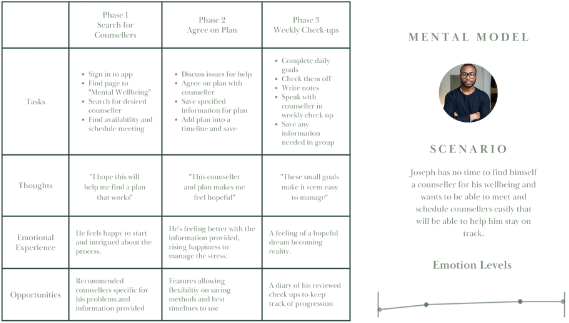 Phase 1
Search for
Counsellers
Phase 2
Agree on Plan
Phase 3
Weekly Check-ups
Tasks
Sign in to app
Find page to
"Mental Wellbeing"
Search for desired
counseller
Find availability and
schedule meeting
Discuss issues for help
Agree on plan with
counseller
Save specified
information for plan
Add plan into a
timeline and save
Complete daily
goals
Check them off
Write notes
Speak with
counseller in
weekly check up
Save any
information
needed in group
Thoughts
"I hope this will
help me find a plan
that works"
"This counseller
and plan makes me
feel hopeful"
"These small goals
make it seem easy
to manage"
Emotional
Experience
He feels happy to start
and intrigued about the
process.
He's feeling better with the
information provided,
rising happiness to
manage the stress.
A feeling of a hopeful
dream becoming
reality.
Opportunities
Recommended
counsellers specific for
his problems and
information provided
Features allowing
flexibility on saving
methods and best
timelines to use
A diary of his reviewed
check ups to keep
track of progression
MENTAL MODEL
SCENARIO
Joseph has no time to find himself
a counseller for his wellbeing and
wants to be able to meet and
schedule counsellers easily that
will be able to help him stay on
track.
Emotion Levels